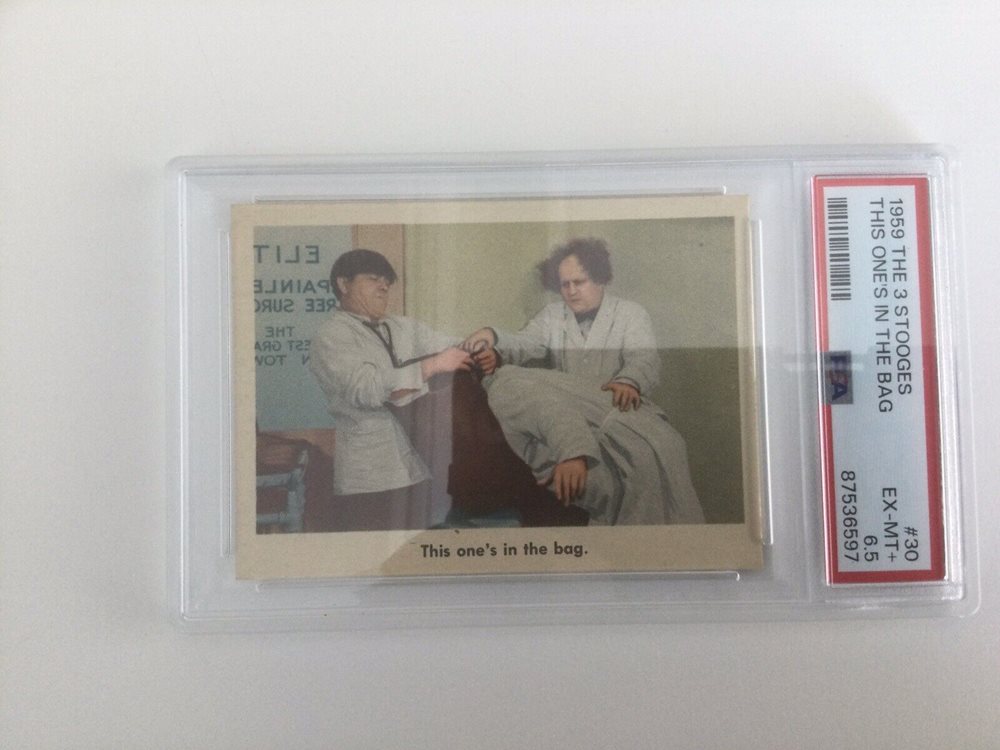 ELIT
PAINLE
REE SURG
THE
EST GRA
N TOW
This one's in the bag.
1959 THE 3 STOOGES #30
THIS ONE'S IN THE BAG EX-MT+
PSA 6.5
87536597